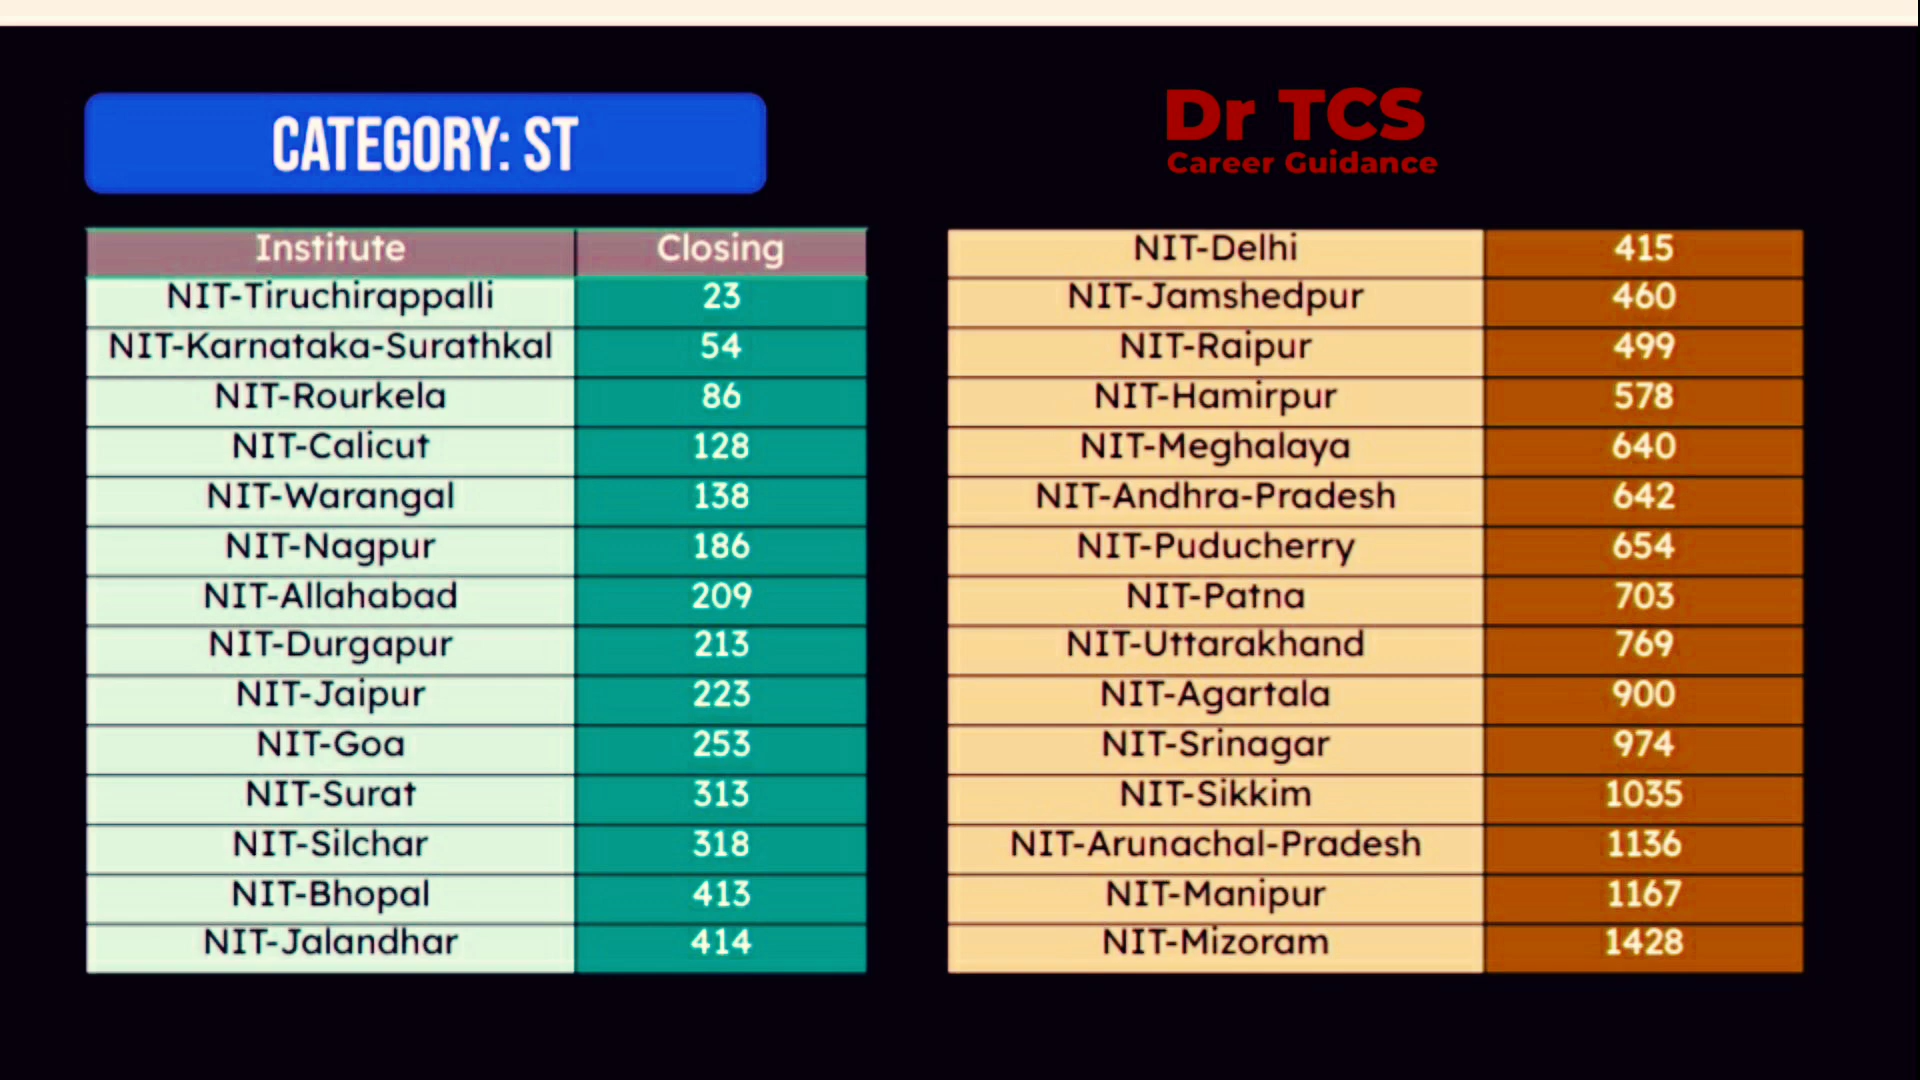 CATEGORY: ST
Dr TCS
Career Guidance
Institute Closing
NIT-Tiruchirappalli 23
NIT-Karnataka-Surathkal 54
NIT-Rourkela 86
NIT-Calicut 128
NIT-Warangal 138
NIT-Nagpur 186
NIT-Allahabad 209
NIT-Durgapur 213
NIT-Jaipur 223
NIT-Goa 253
NIT-Surat 313
NIT-Silchar 318
NIT-Bhopal 413
NIT-Jalandhar 414
NIT-Delhi 415
NIT-Jamshedpur 460
NIT-Raipur 499
NIT-Hamirpur 578
NIT-Meghalaya 640
NIT-Andhra-Pradesh 642
NIT-Puducherry 654
NIT-Patna 703
NIT-Uttarakhand 769
NIT-Agartala 900
NIT-Srinagar 974
NIT-Sikkim 1035
NIT-Arunachal-Pradesh 1136
NIT-Manipur 1167
NIT-Mizoram 1428